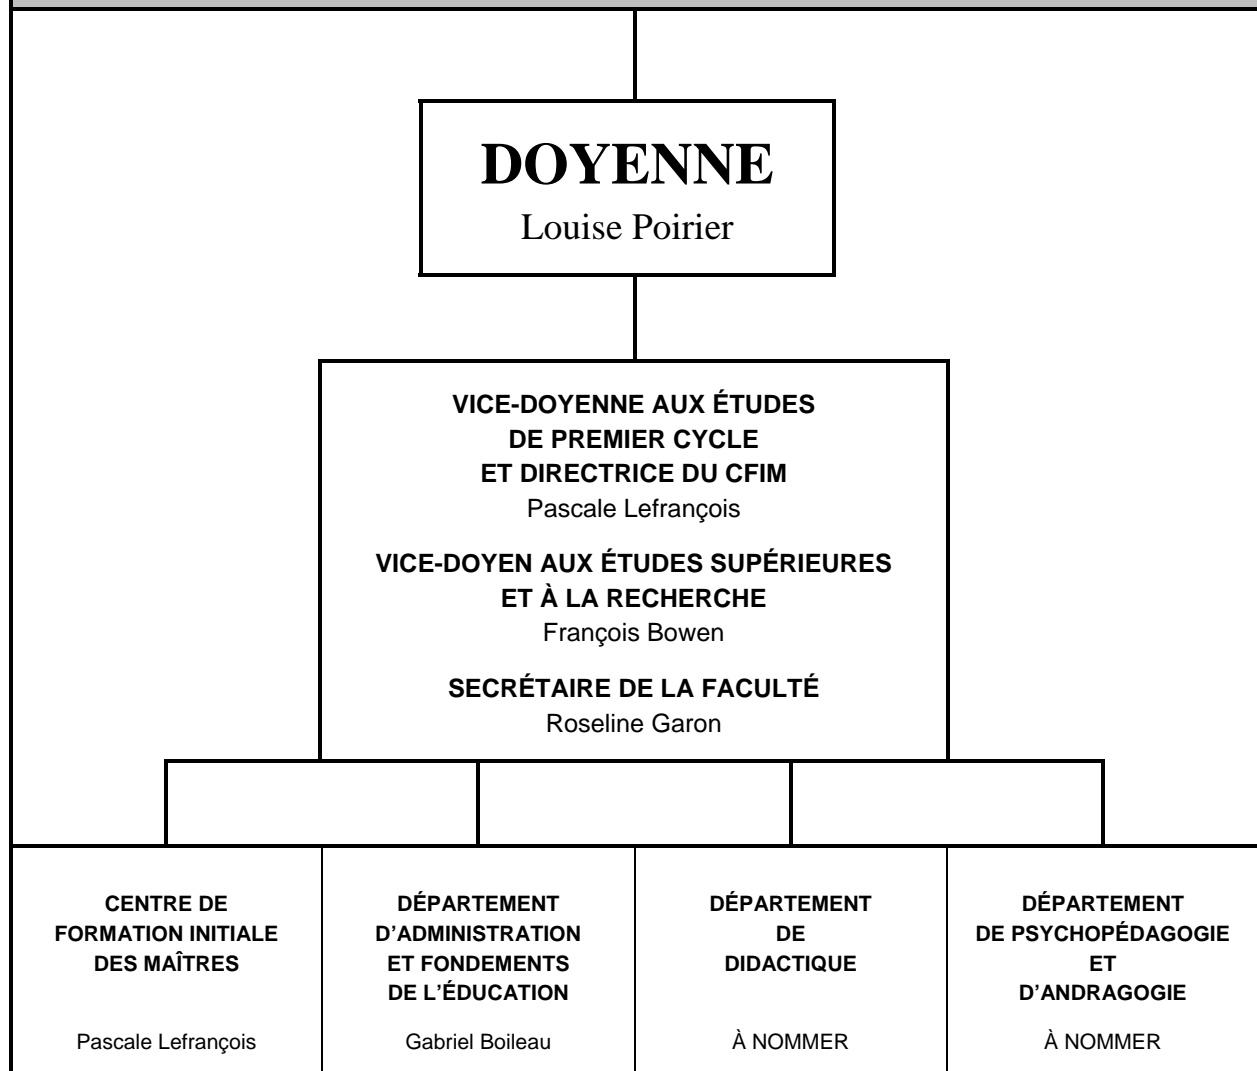 DOYENNE
Louise Poirier
VICE-DOYENNE AUX ÉTUDES
DE PREMIER CYCLE
ET DIRECTRICE DU CFIM
Pascale Lefrançois
VICE-DOYEN AUX ÉTUDES SUPÉRIEURES
ET À LA RECHERCHE
François Bowen
SECRÉTAIRE DE LA FACULTÉ
Roseline Garon
CENTRE DE
FORMATION INITIALE
DES MAÎTRES
Pascale Lefrançois
DÉPARTEMENT
D'ADMINISTRATION
ET FONDEMENTS
DE L'ÉDUCATION
Gabriel Boileau
DÉPARTEMENT
DE
DIDACTIQUE
À NOMMER
DÉPARTEMENT
DE PSYCHOPÉDAGOGIE
ET
D'ANDRAGOGIE
À NOMMER